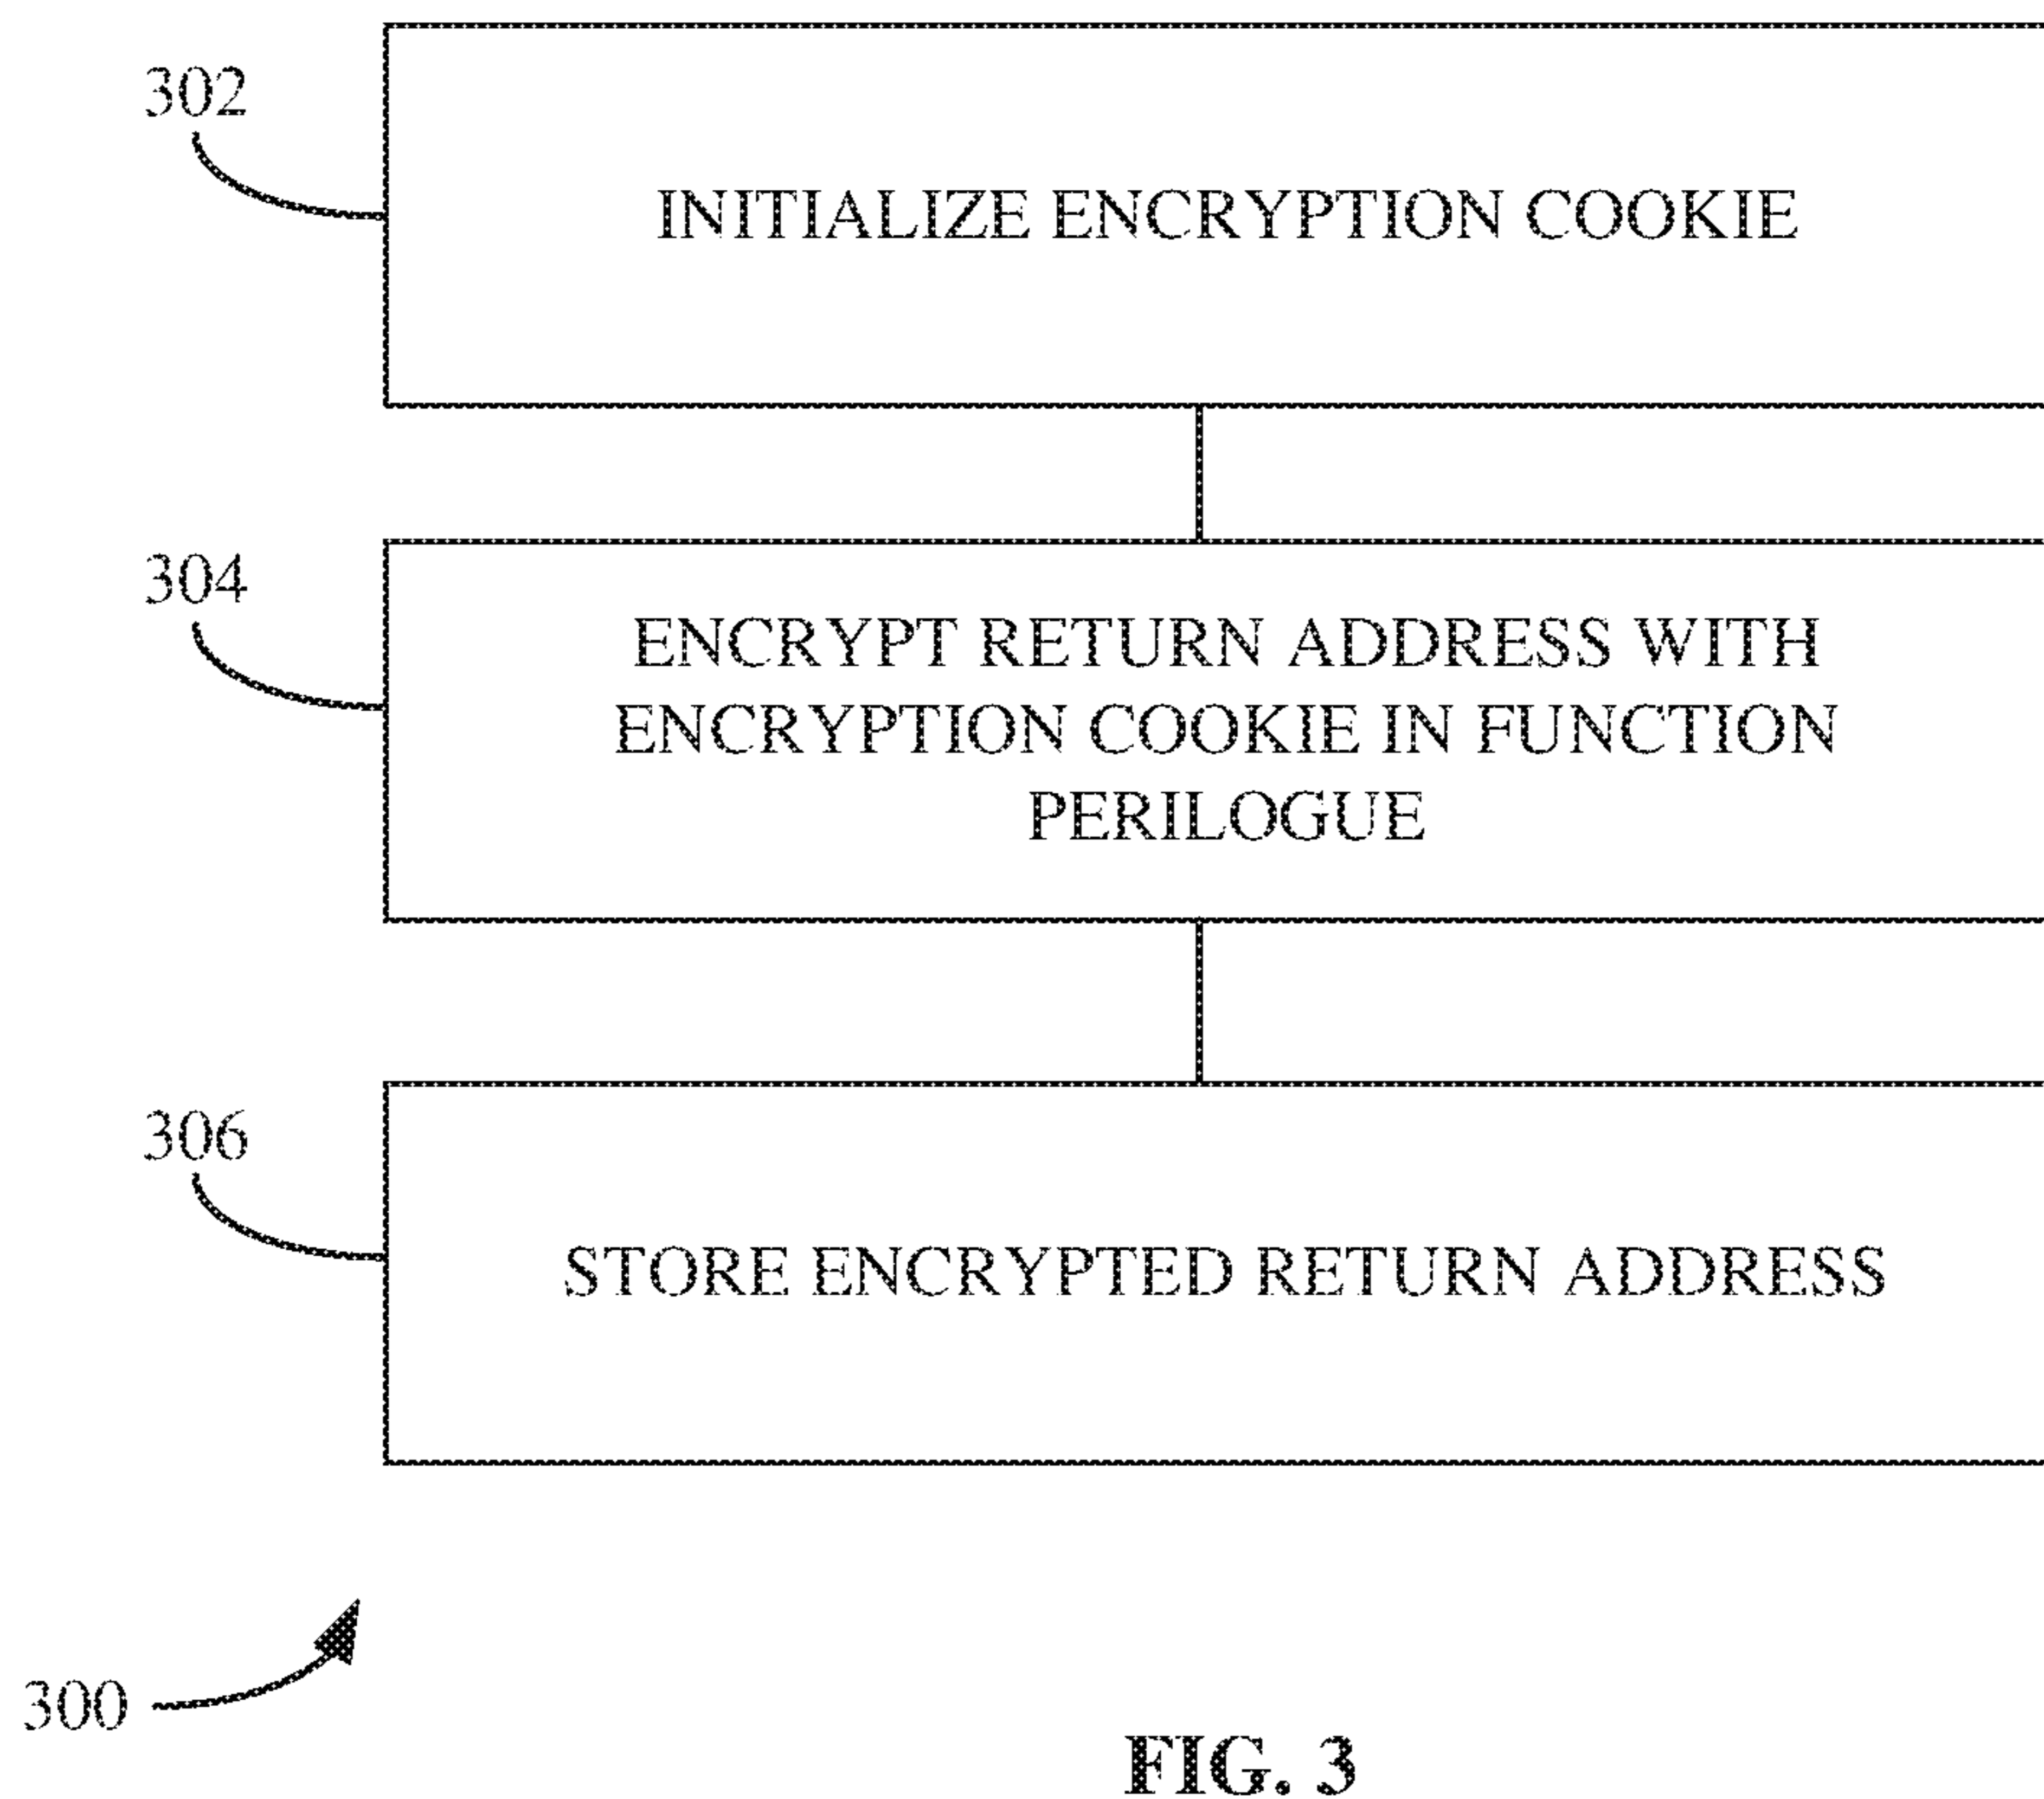 302
INITIALIZE ENCRYPTION COOKIE
304
ENCRYPT RETURN ADDRESS WITH
ENCRYPTION COOKIE IN FUNCTION
PERILOGUE
306
STORE ENCRYPTED RETURN ADDRESS
300
FIG. 3